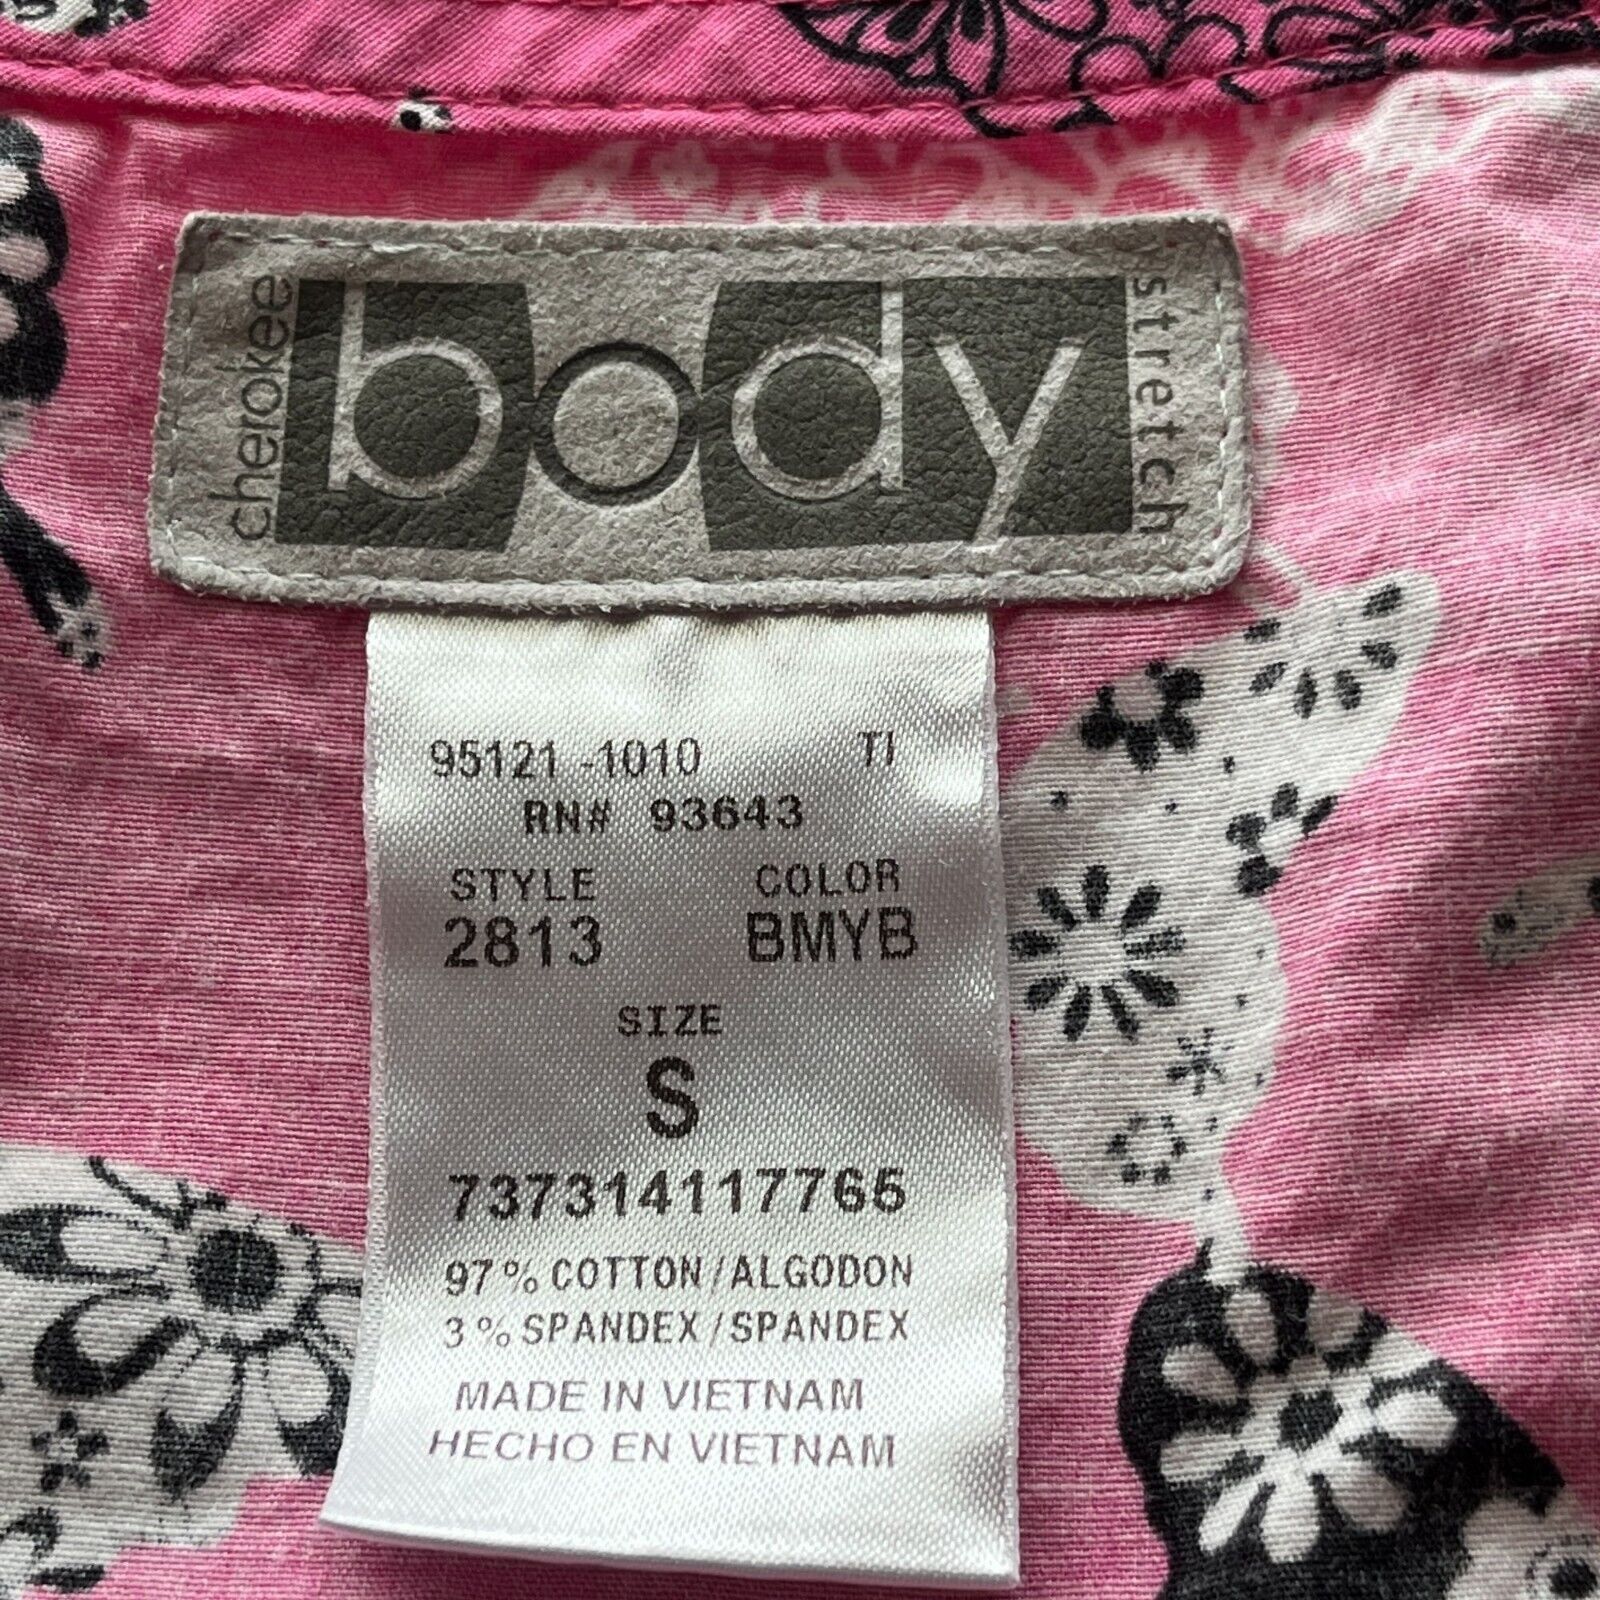 cherokee
body
stretch
95121 -1010 TI
RN# 93643
STYLE COLOR
2813 BMYB
SIZE
S
737314117765
97% COTTON/ALGODON
3% SPANDEX/SPANDEX
MADE IN VIETNAM
HECHO EN VIETNAM